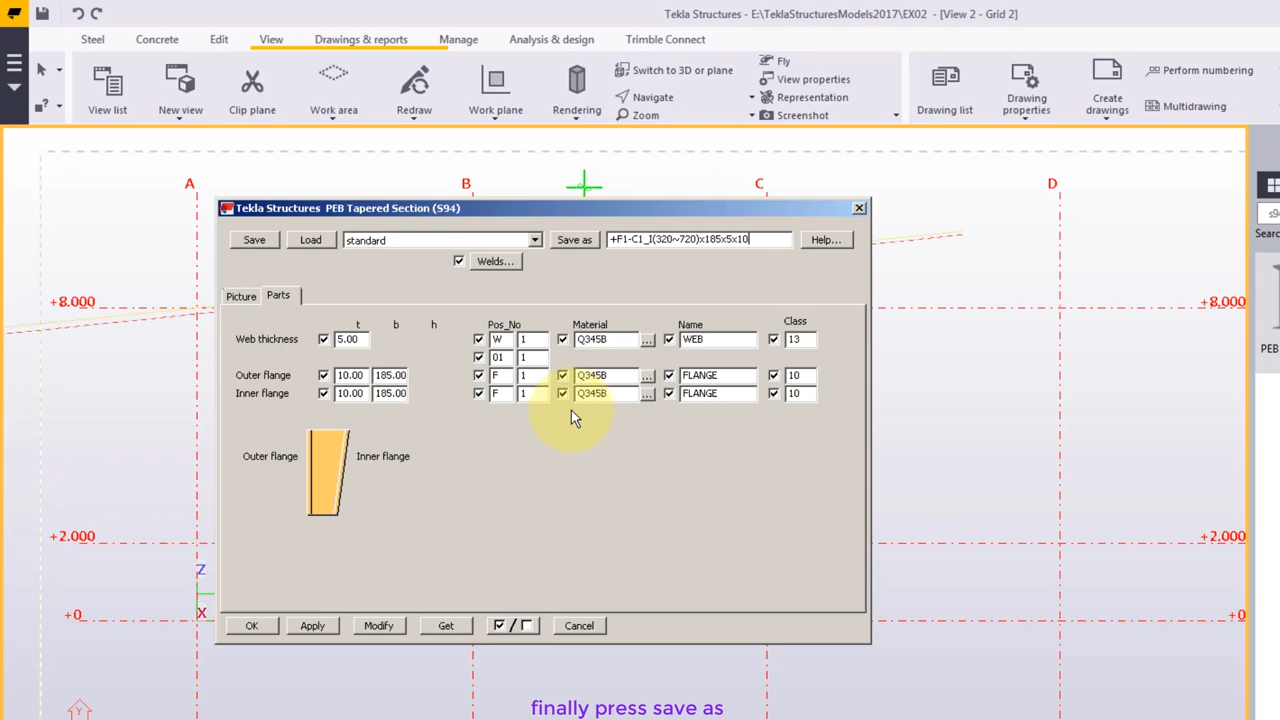 Tekla Structures - E:\TeklaStructuresModels2017\EX02 - [View 2 - Grid 2]
Steel Concrete Edit View Drawings & reports Manage Analysis & design Trimble Connect
Fly
Switch to 3D or plane View properties Perform numbering
Navigate Representation
Zoom Screenshot Multidrawing
View list New view Clip plane Work area Redraw Work plane Rendering Drawing list Drawing properties Create drawings
A B C D
Tekla Structures PEB Tapered Section (S94)
Save Load standard Save as +F1-C1_I(320~720)x185x5x10 Help...
Welds...
Picture Parts
t b h Pos_No Material Name Class
Web thickness 5.00 W 1 Q345B ... WEB 13
01 1
Outer flange 10.00 185.00 F 1 Q345B ... FLANGE 10
Inner flange 10.00 185.00 F 1 Q345B ... FLANGE 10
Outer flange Inner flange
OK Apply Modify Get / Cancel
+8.000 +8.000
+2.000 +2.000
Z
X
+0 +0
Y
s9
Searc
PEB
finally press save as